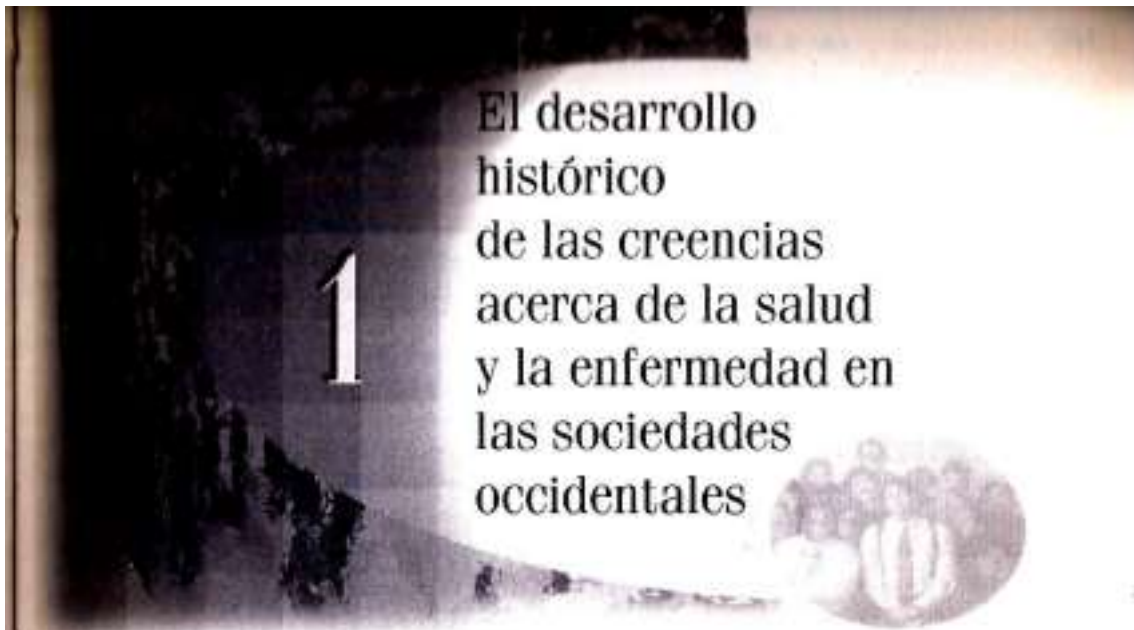 1
El desarrollo
histórico
de las creencias
acerca de la salud
y la enfermedad en
las sociedades
occidentales